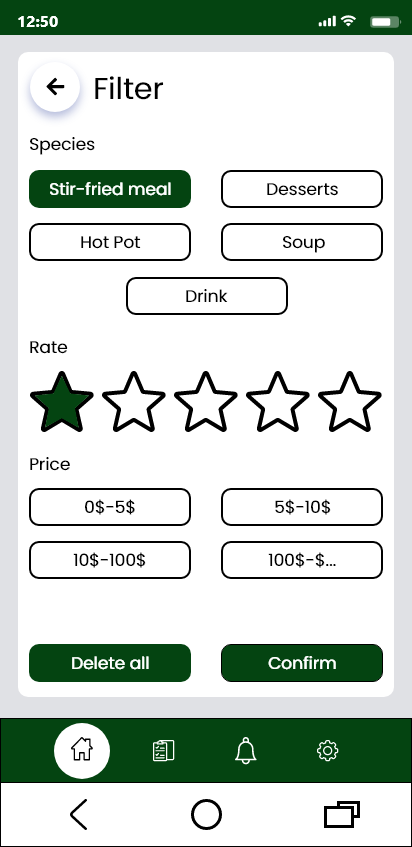 12:50
Filter
Species
Stir-fried meal
Desserts
Hot Pot
Soup
Drink
Rate
Price
0$-5$
5$-10$
10$-100$
100$-$...
Delete all
Confirm